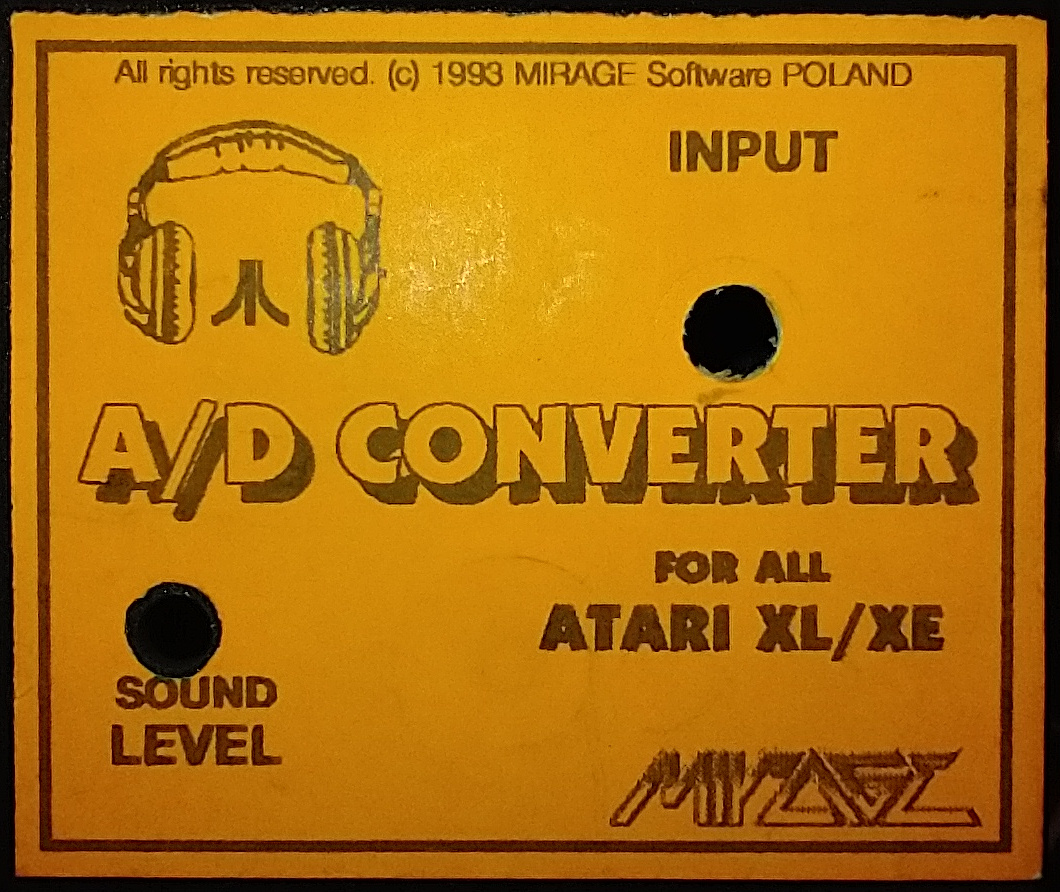 All rights reserved. (c) 1993 MIRAGE Software POLAND
INPUT
A/D CONVERTER
FOR ALL
ATARI XL/XE
SOUND
LEVEL
MIRAGE